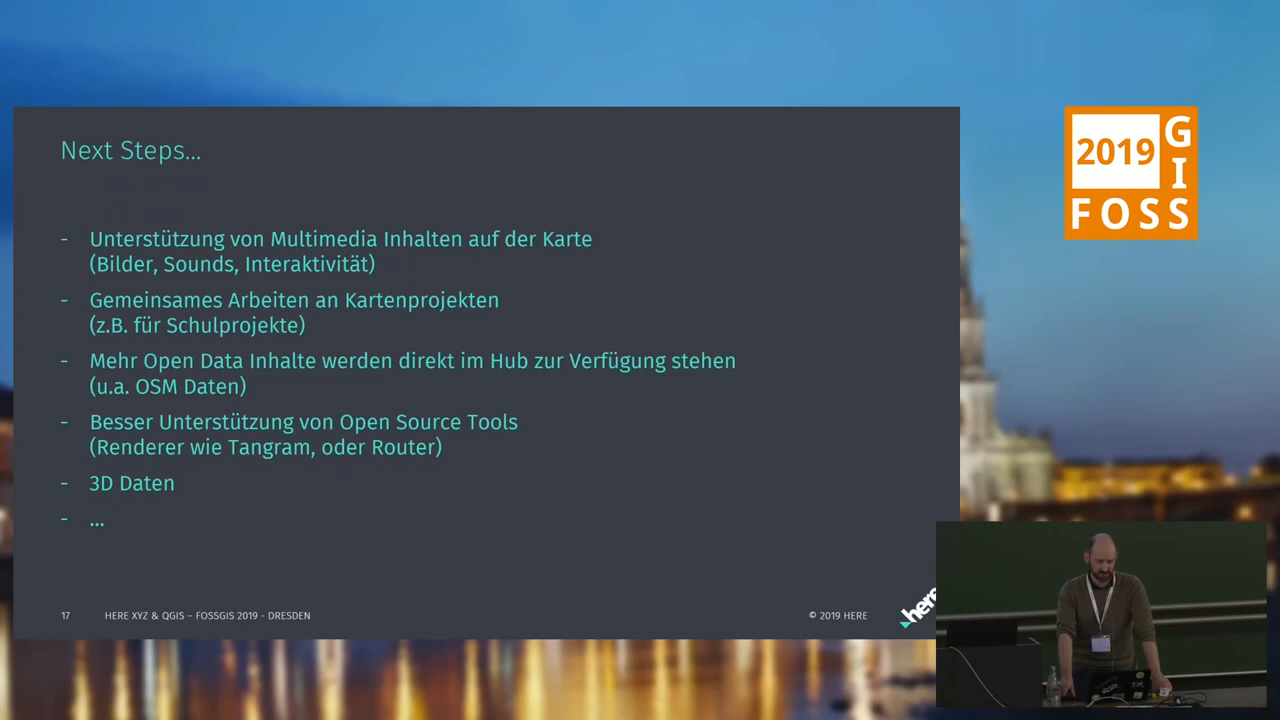 Next Steps...
- Unterstützung von Multimedia Inhalten auf der Karte
(Bilder, Sounds, Interaktivität)
- Gemeinsames Arbeiten an Kartenprojekten
(z.B. für Schulprojekte)
- Mehr Open Data Inhalte werden direkt im Hub zur Verfügung stehen
(u.a. OSM Daten)
- Besser Unterstützung von Open Source Tools
(Renderer wie Tangram, oder Router)
- 3D Daten
- ...
17 HERE XYZ & QGIS – FOSSGIS 2019 - DRESDEN © 2019 HERE
here
2019 GI
FOSS